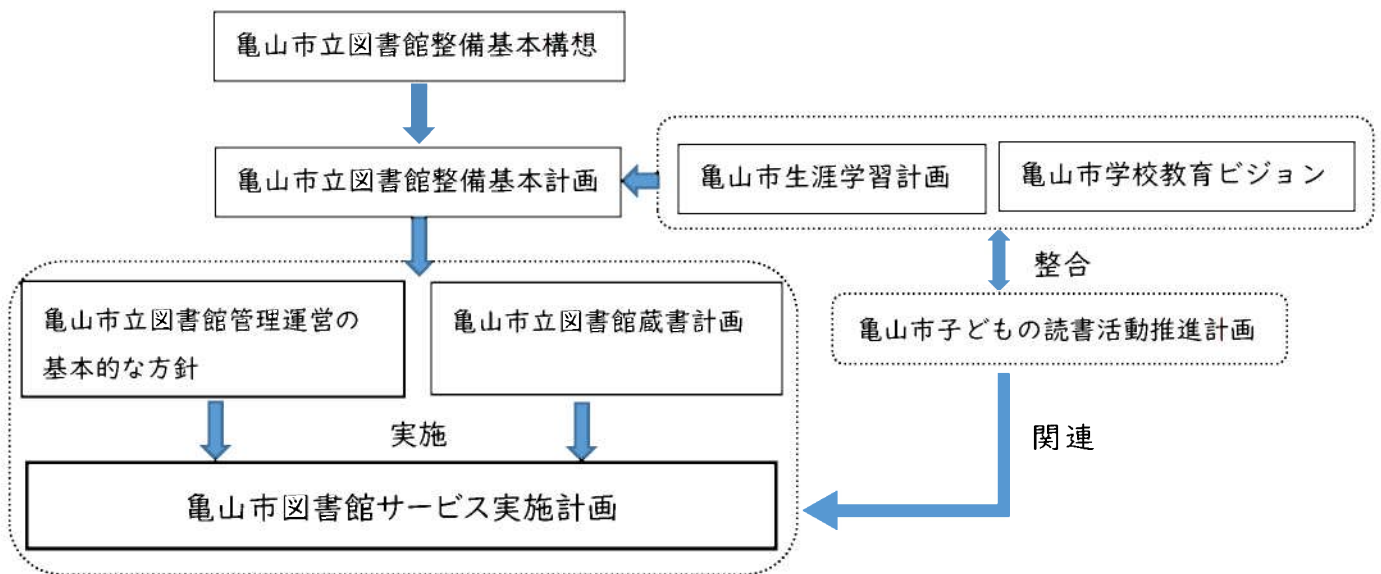 亀山市立図書館整備基本構想
亀山市立図書館整備基本計画
亀山市生涯学習計画
亀山市学校教育ビジョン
整合
亀山市立図書館管理運営の
基本的な方針
亀山市立図書館蔵書計画
亀山市子どもの読書活動推進計画
実施
関連
亀山市図書館サービス実施計画